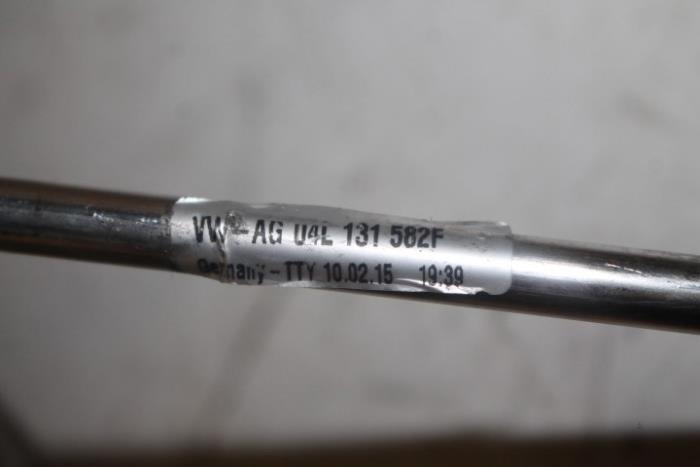 VW-AG 04L 131 582F
Germany - TTY 10.02.15 19:39